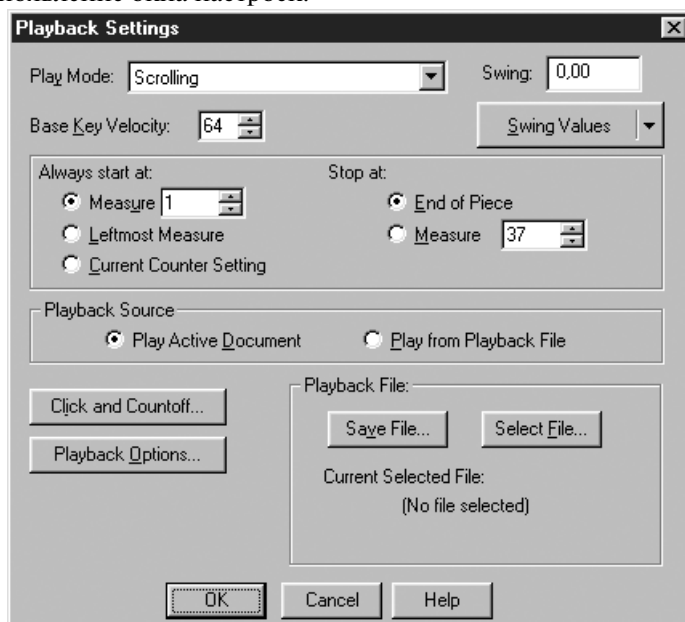 окна настроек.
Playback Settings
Play Mode: Scrolling Swing: 0,00
Base Key Velocity: 64 Swing Values
Always start at: Stop at:
Measure 1 End of Piece
Leftmost Measure Measure 37
Current Counter Setting
Playback Source
Play Active Document Play from Playback File
Click and Countoff... Playback File:
Save File... Select File...
Playback Options...
Current Selected File:
(No file selected)
OK Cancel Help